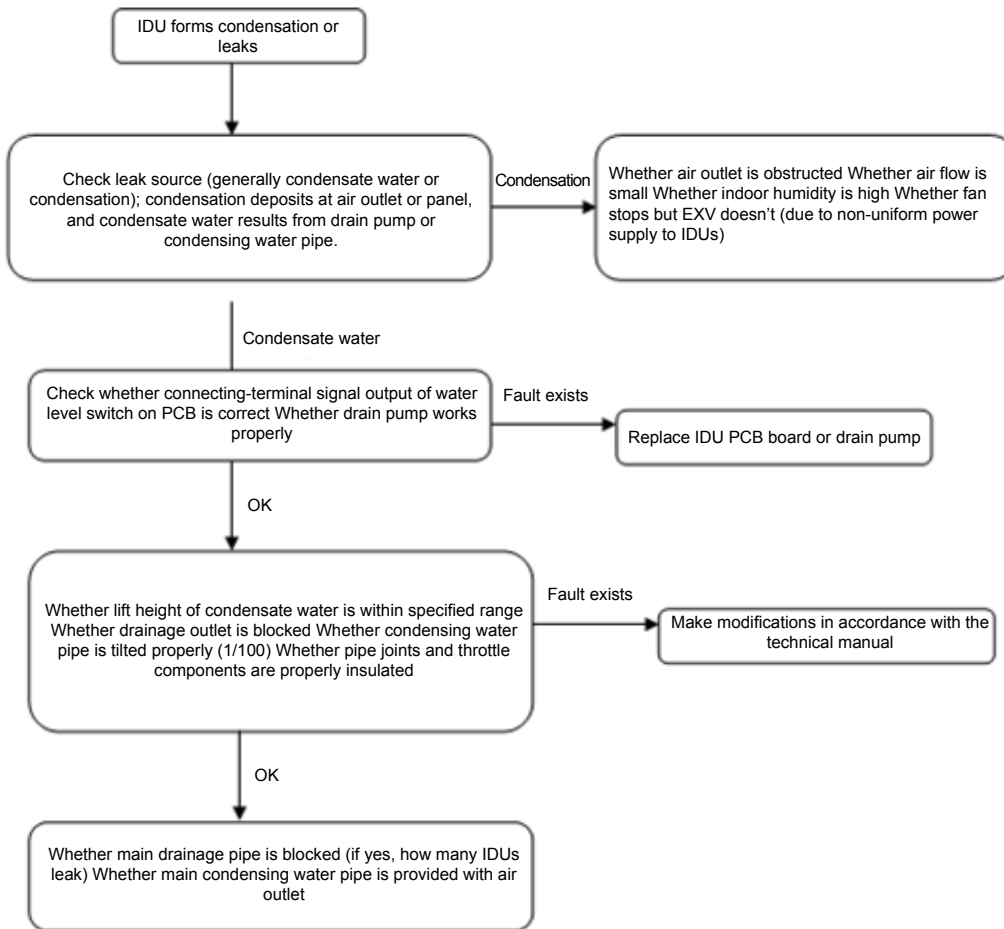 IDU forms condensation or
leaks
Check leak source (generally condensate water or
condensation); condensation deposits at air outlet or panel,
and condensate water results from drain pump or
condensing water pipe.
Condensation
Whether air outlet is obstructed Whether air flow is
small Whether indoor humidity is high Whether fan
stops but EXV doesn't (due to non-uniform power
supply to IDUs)
Condensate water
Check whether connecting-terminal signal output of water
level switch on PCB is correct Whether drain pump works
properly
Fault exists
Replace IDU PCB board or drain pump
OK
Whether lift height of condensate water is within specified range
Whether drainage outlet is blocked Whether condensing water
pipe is tilted properly (1/100) Whether pipe joints and throttle
components are properly insulated
Fault exists
Make modifications in accordance with the
technical manual
OK
Whether main drainage pipe is blocked (if yes, how many IDUs
leak) Whether main condensing water pipe is provided with air
outlet